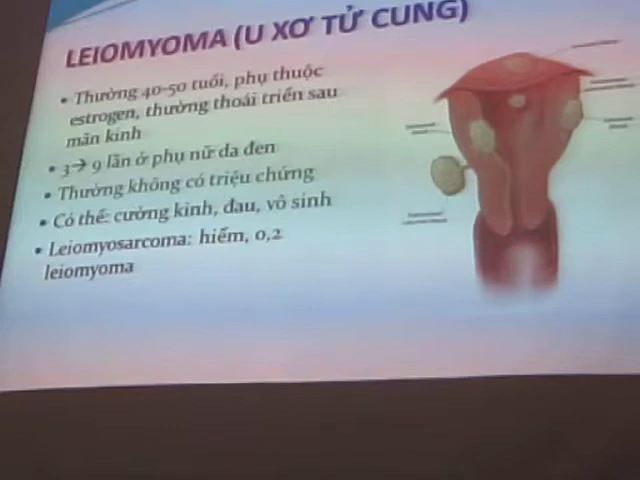 LEIOMYOMA (U XƠ TỬ CUNG)
• Thường 40-50 tuổi, phụ thuộc
estrogen, thường thoái triển sau
mãn kinh
• 3→ 9 lần ở phụ nữ da đen
• Thường không có triệu chứng
• Có thể: cường kinh, đau, vô sinh
• Leiomyosarcoma: hiếm, 0,2
leiomyoma